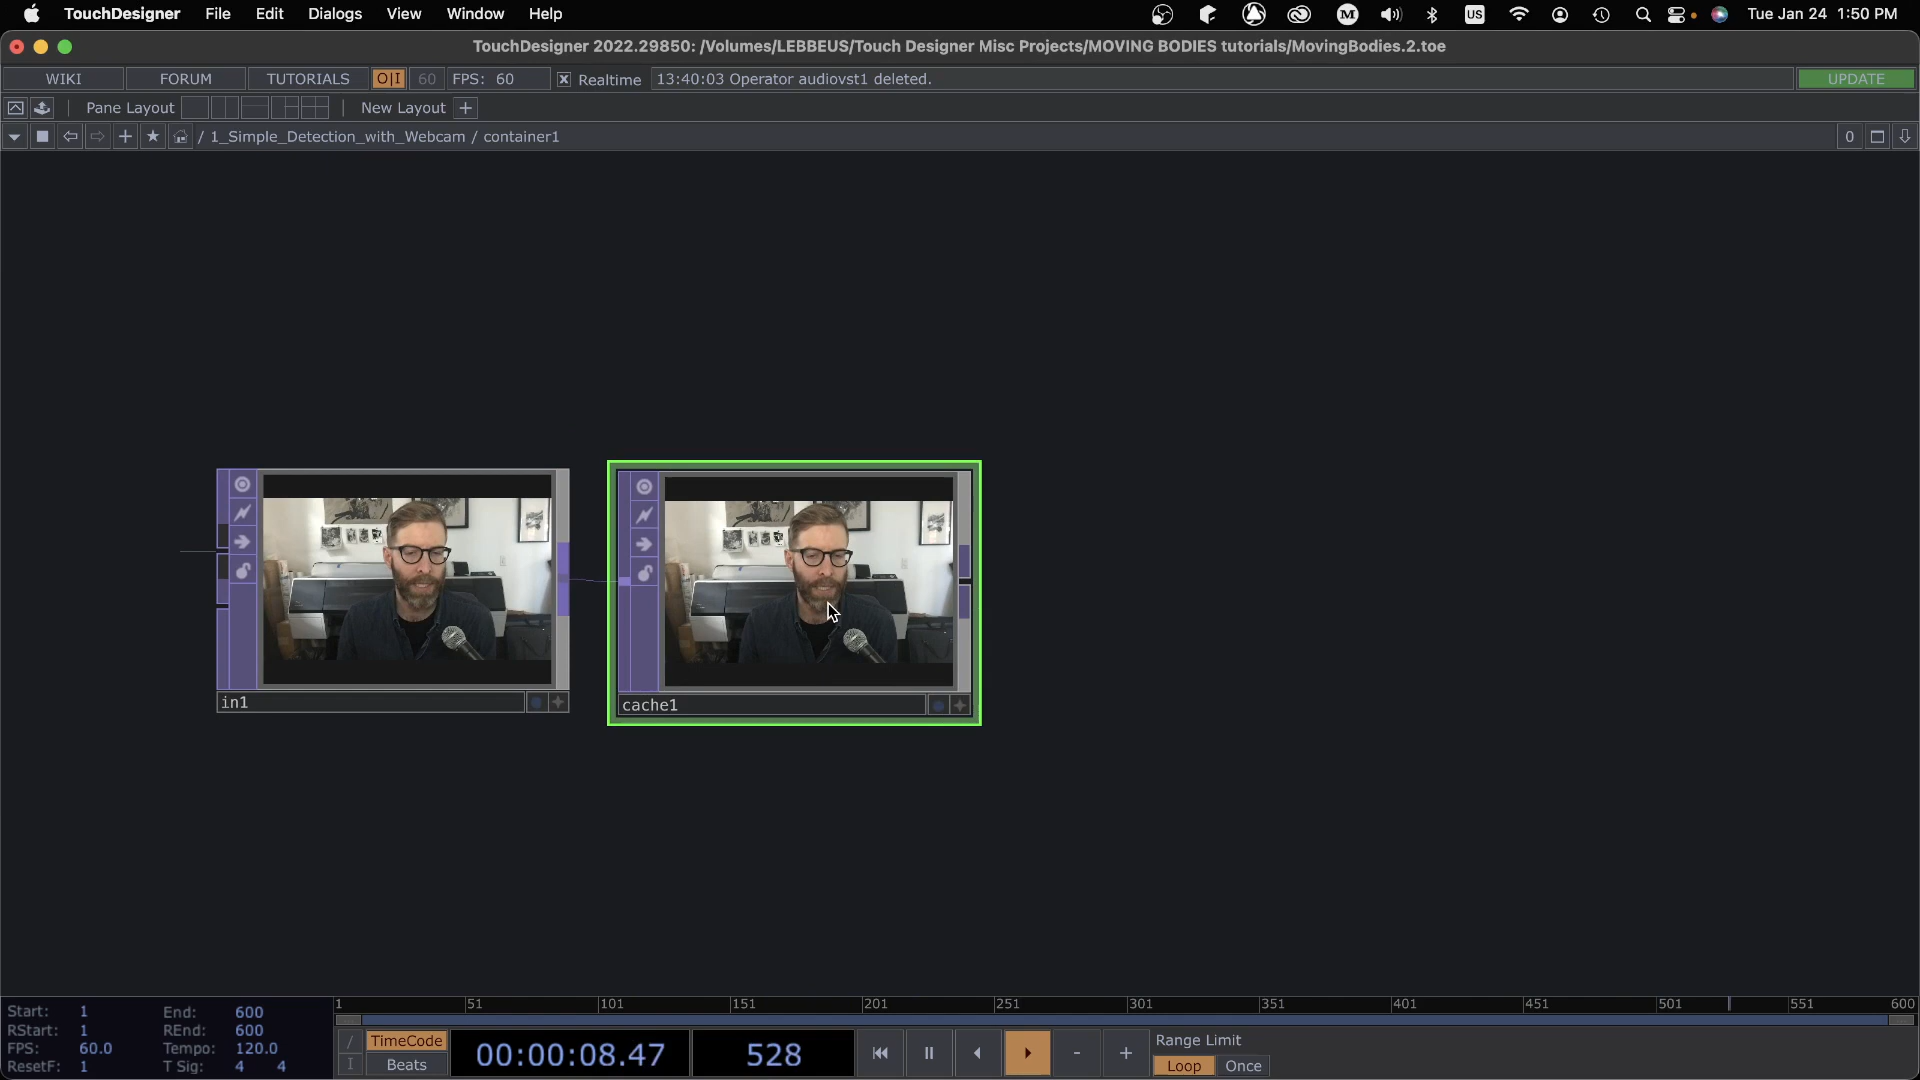 TouchDesigner File Edit Dialogs View Window Help US Tue Jan 24 1:50 PM
TouchDesigner 2022.29850: /Volumes/LEBBEUS/Touch Designer Misc Projects/MOVING BODIES tutorials/MovingBodies.2.toe
WIKI FORUM TUTORIALS O|I 60 FPS: 60 Realtime 13:40:03 Operator audiovst1 deleted. UPDATE
Pane Layout New Layout +
/ 1_Simple_Detection_with_Webcam / container1 0
in1
cache1
1 51 101 151 201 251 301 351 401 451 501 551 600
Start: 1 End: 600
RStart: 1 REnd: 600
FPS: 60.0 Tempo: 120.0
ResetF: 1 T Sig: 4 4
/ TimeCode
I Beats
00:00:08.47 528
- +
Range Limit
Loop Once